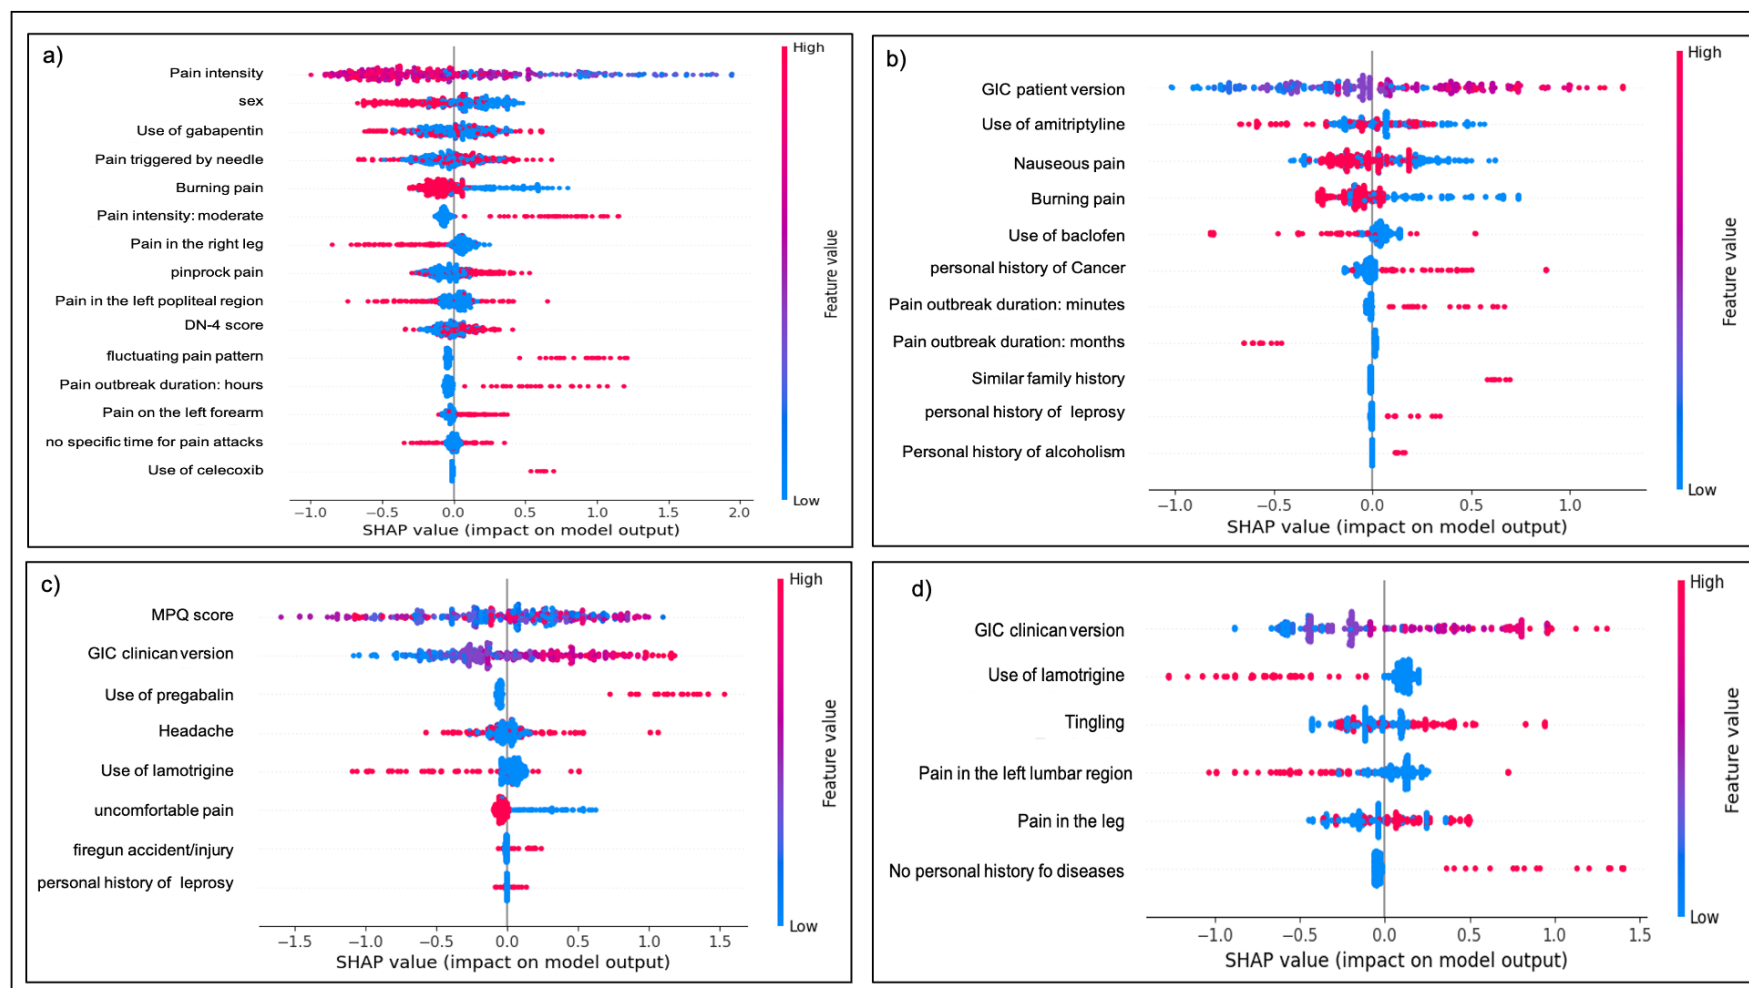 a)
High
Pain intensity
sex
Use of gabapentin
Pain triggered by needle
Burning pain
Pain intensity: moderate
Pain in the right leg
pinprock pain
Pain in the left popliteal region
DN-4 score
fluctuating pain pattern
Pain outbreak duration: hours
Pain on the left forearm
no specific time for pain attacks
Use of celecoxib
Low
Feature value
−1.0 −0.5 0.0 0.5 1.0 1.5 2.0
SHAP value (impact on model output)
b)
High
GIC patient version
Use of amitriptyline
Nauseous pain
Burning pain
Use of baclofen
personal history of Cancer
Pain outbreak duration: minutes
Pain outbreak duration: months
Similar family history
personal history of leprosy
Personal history of alcoholism
Low
Feature value
−1.0 −0.5 0.0 0.5 1.0
SHAP value (impact on model output)
c)
High
MPQ score
GIC clinican version
Use of pregabalin
Headache
Use of lamotrigine
uncomfortable pain
firegun accident/injury
personal history of leprosy
Low
Feature value
−1.5 −1.0 −0.5 0.0 0.5 1.0 1.5
SHAP value (impact on model output)
d)
High
GIC clinican version
Use of lamotrigine
Tingling
Pain in the left lumbar region
Pain in the leg
No personal history fo diseases
Low
Feature value
−1.0 −0.5 0.0 0.5 1.0 1.5
SHAP value (impact on model output)